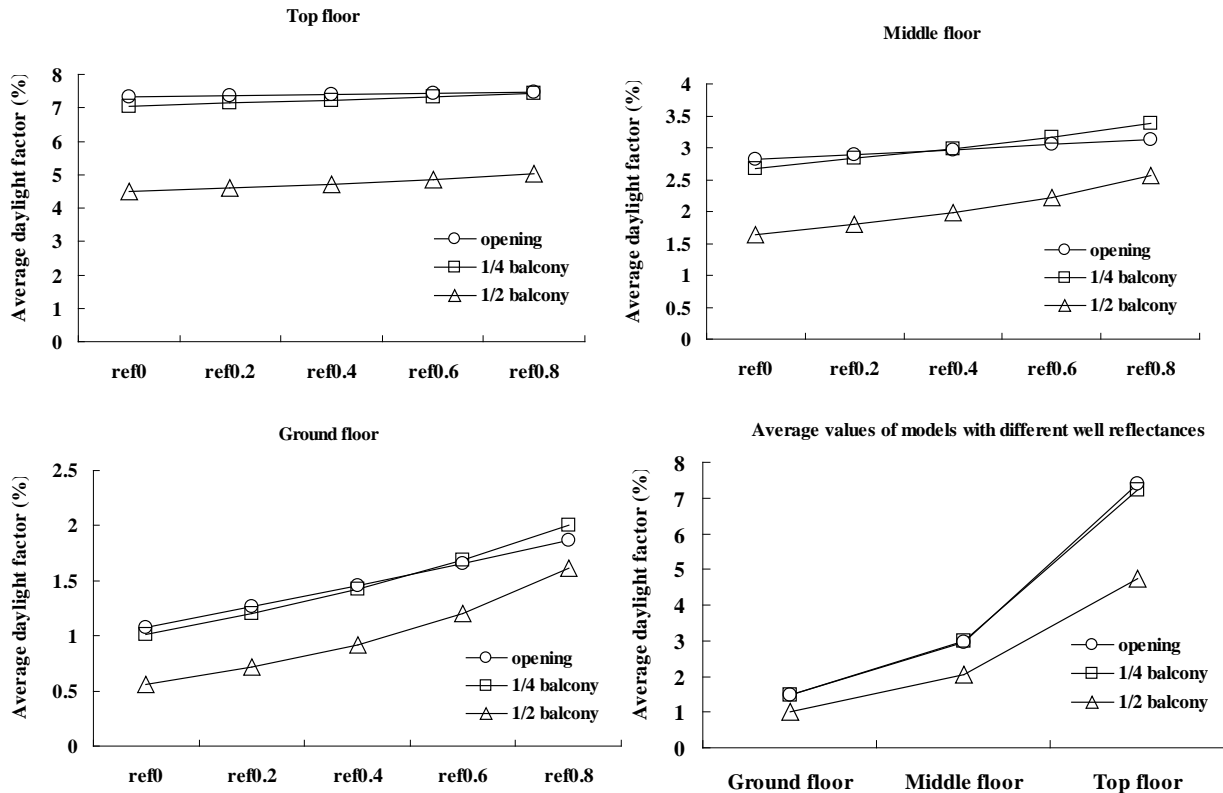 Top floor
Average daylight factor (%)
8
7
6
5
4
3
2
1
0
opening
1/4 balcony
1/2 balcony
ref0 ref0.2 ref0.4 ref0.6 ref0.8
Middle floor
Average daylight factor (%)
4
3.5
3
2.5
2
1.5
1
0.5
0
opening
1/4 balcony
1/2 balcony
ref0 ref0.2 ref0.4 ref0.6 ref0.8
Ground floor
Average daylight factor (%)
2.5
2
1.5
1
0.5
0
opening
1/4 balcony
1/2 balcony
ref0 ref0.2 ref0.4 ref0.6 ref0.8
Average values of models with different well reflectances
Average daylight factor (%)
8
7
6
5
4
3
2
1
0
opening
1/4 balcony
1/2 balcony
Ground floor Middle floor Top floor